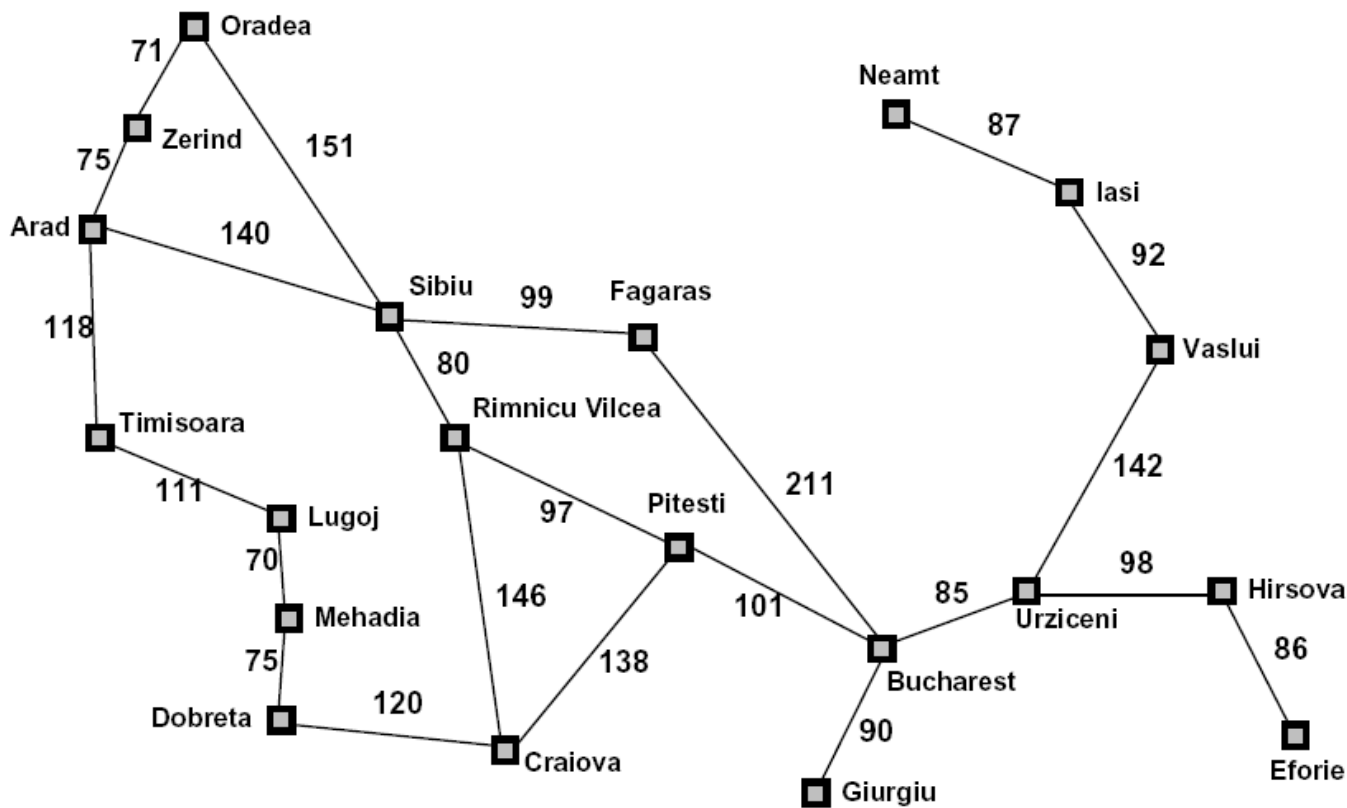 Oradea
71
Neamt
87
Zerind
151
75
Iasi
Arad
140
92
Sibiu
99
Fagaras
118
80
Vaslui
Timisoara
Rimnicu Vilcea
142
111
97
Pitesti
211
Lugoj
70
146
101
85
98
Hirsova
Mehadia
Urziceni
75
138
86
Bucharest
Dobreta
120
90
Craiova
Eforie
Giurgiu